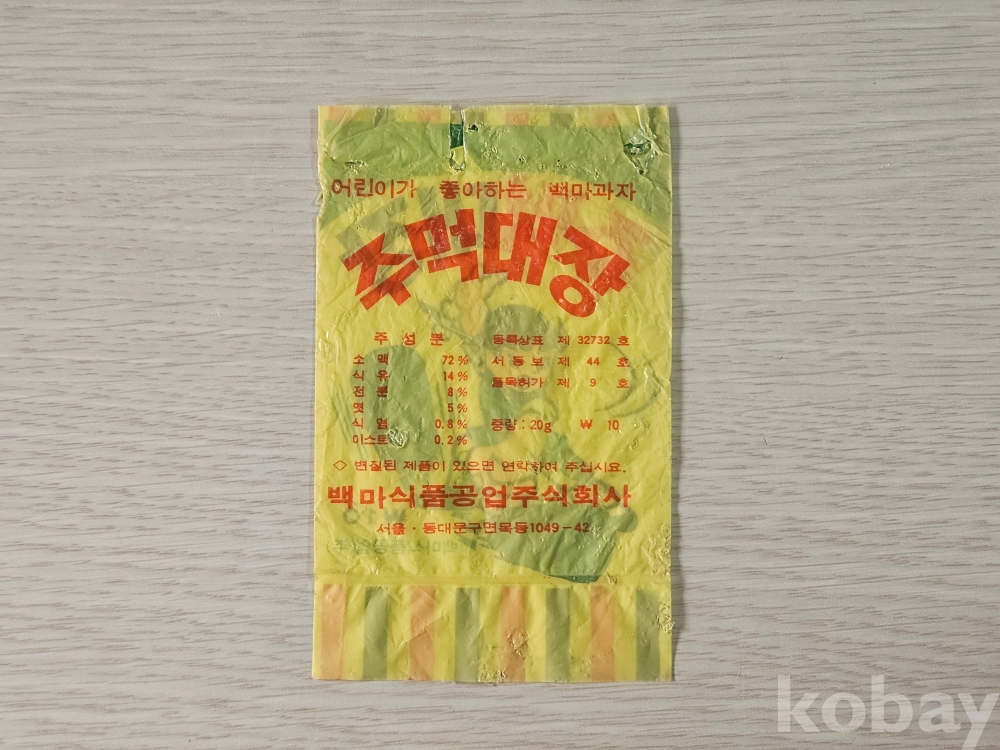 어린이가 좋아하는 백마과자
주먹대장
주 성 분
소 맥 72%
식 유 14%
전 분 8%
엿 5%
식 염 0.8%
이스트 0.2%
등록상표 제 32732 호
서 동 보 제 44 호
품목허가 제 9 호
중량 : 20g ₩ 10
◇ 변질된 제품이 있으면 연락하여 주십시요.
백마식품공업주식회사
서울 · 동대문구면목동1049-42
kobay